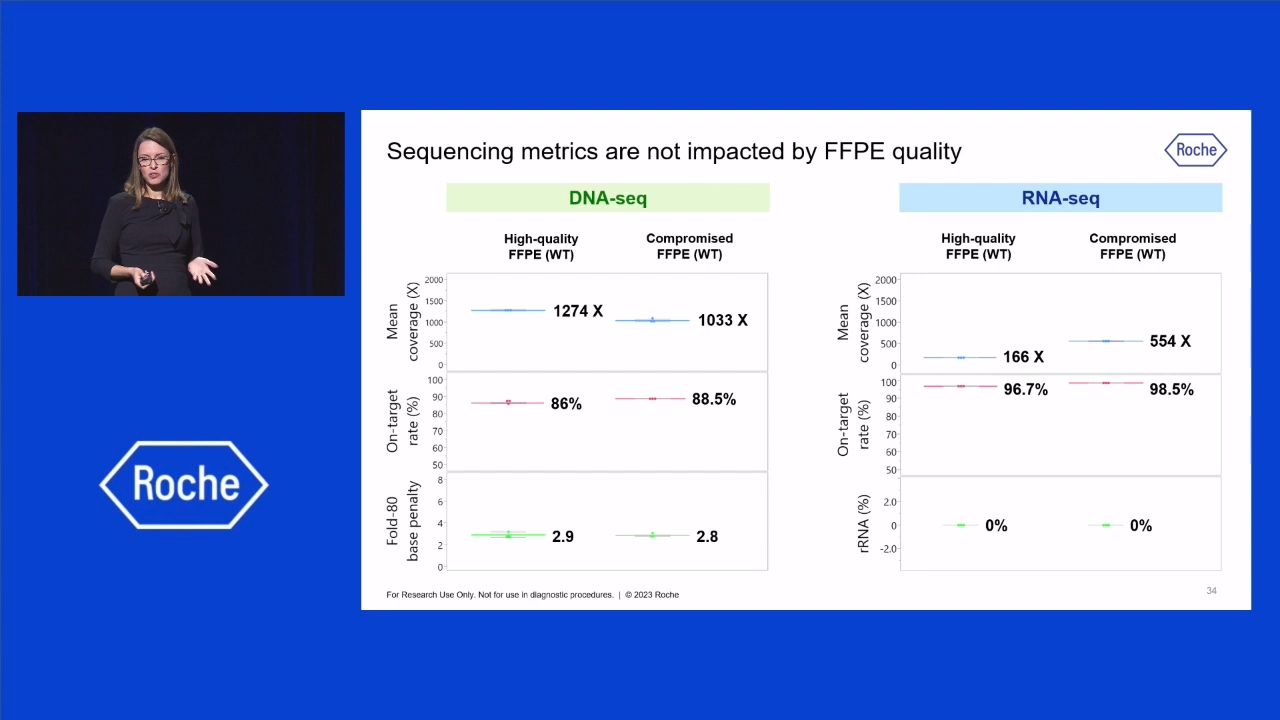 Sequencing metrics are not impacted by FFPE quality
Roche
DNA-seq
High-quality
FFPE (WT)
Compromised
FFPE (WT)
Mean
coverage (X)
2000
1500
1000
500
0
1274 X
1033 X
On-target
rate (%)
100
90
80
70
60
50
86%
88.5%
Fold-80
base penalty
8
6
4
2
0
2.9
2.8
RNA-seq
High-quality
FFPE (WT)
Compromised
FFPE (WT)
Mean
coverage (X)
2000
1500
1000
500
0
166 X
554 X
On-target
rate (%)
100
90
80
70
60
50
96.7%
98.5%
rRNA (%)
2.0
0
-2.0
0%
0%
For Research Use Only. Not for use in diagnostic procedures. | © 2023 Roche
34
Roche